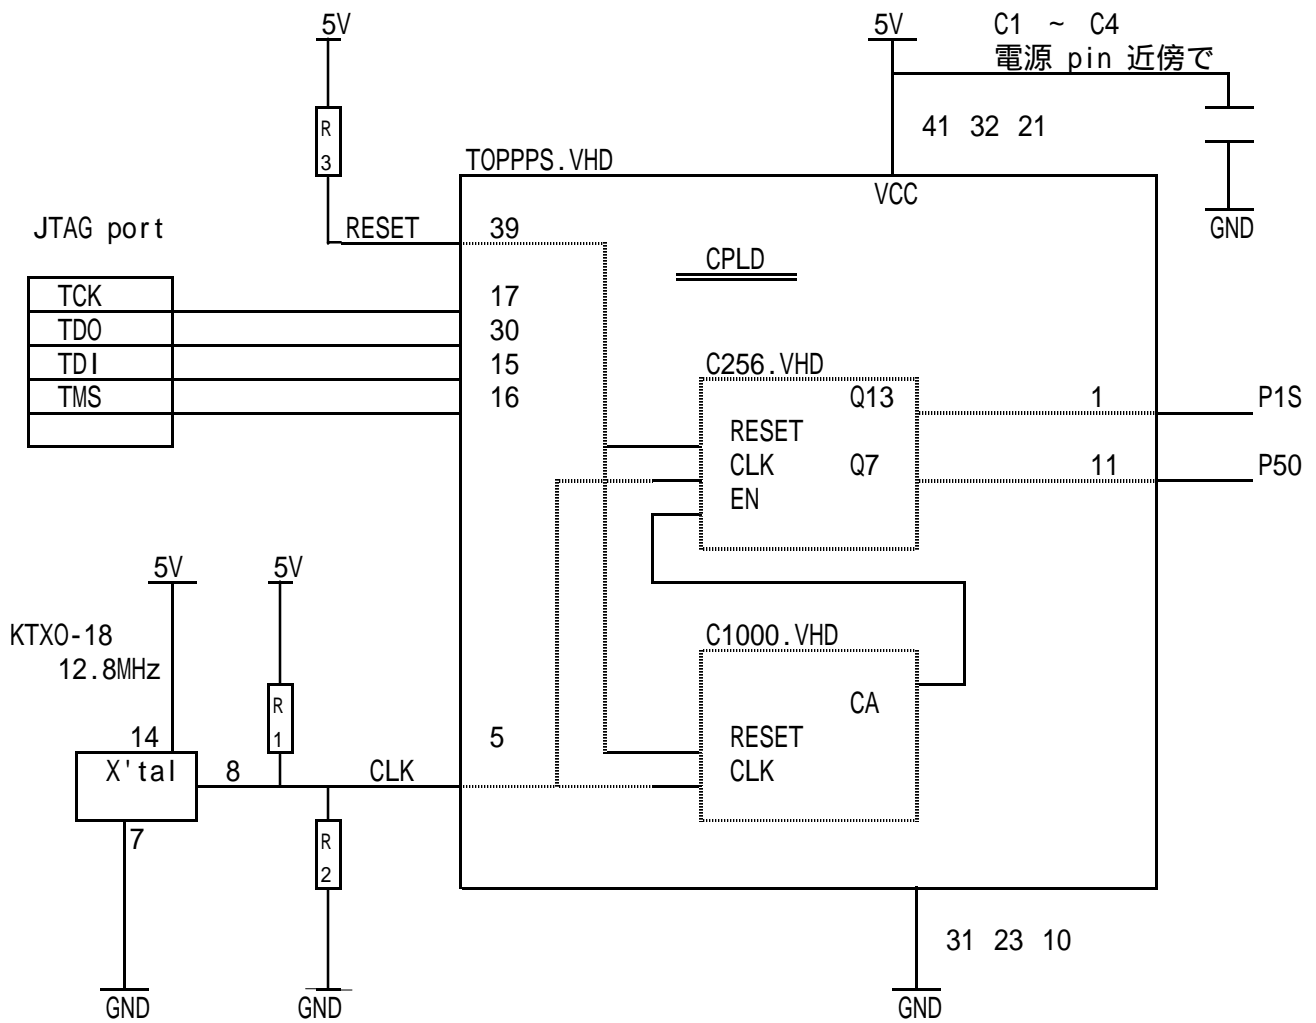 5V
5V
C1 ~ C4
電源 pin 近傍で
R
3
41 32 21
TOPPPS.VHD
VCC
GND
JTAG port
RESET
39
CPLD
TCK
17
TDO
30
TDI
15
TMS
16
C256.VHD
Q13
1
P1S
RESET
CLK
Q7
11
P50
EN
5V
5V
KTXO-18
12.8MHz
C1000.VHD
R
1
CA
14
5
RESET
X'tal
8
CLK
CLK
7
R
2
31 23 10
GND
GND
GND